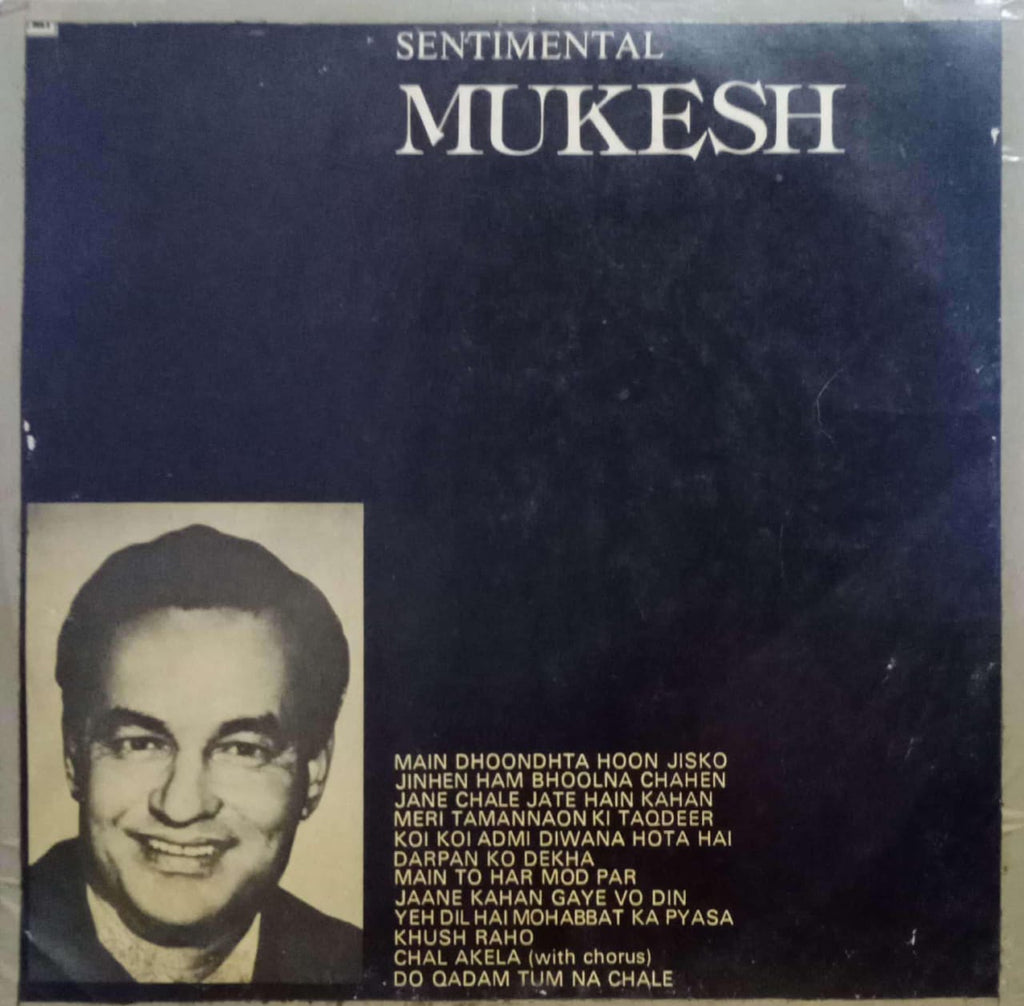 SENTIMENTAL
MUKESH
MAIN DHOONDHTA HOON JISKO
JINHEN HAM BHOOLNA CHAHEN
JANE CHALE JATE HAIN KAHAN
MERI TAMANNAON KI TAQDEER
KOI KOI ADMI DIWANA HOTA HAI
DARPAN KO DEKHA
MAIN TO HAR MOD PAR
JAANE KAHAN GAYE VO DIN
YEH DIL HAI MOHABBAT KA PYASA
KHUSH RAHO
CHAL AKELA (with chorus)
DO QADAM TUM NA CHALE